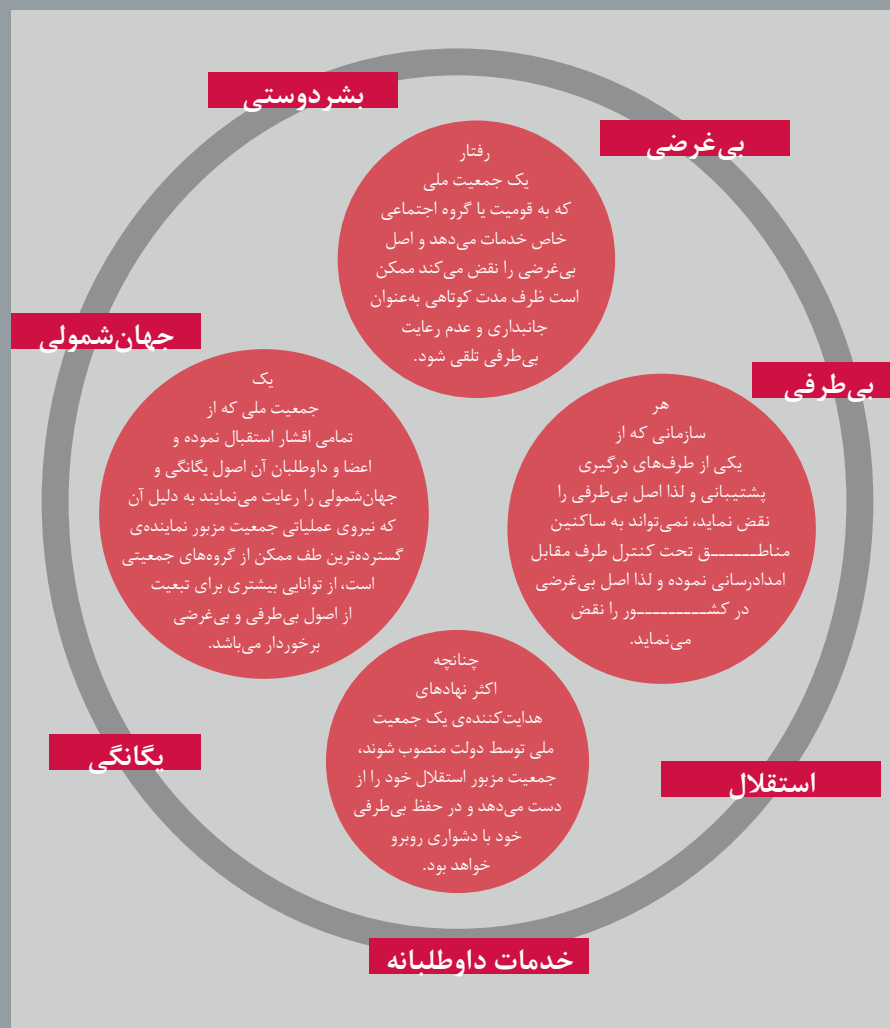 بشردوستی
بی‌غرضی
رفتار
یک جمعیت ملی
که به قومیت یا گروه اجتماعی
خاص خدمات می‌دهد و اصل
بی‌غرضی را نقض می‌کند ممکن
است ظرف مدت کوتاهی به‌عنوان
جانبداری و عدم رعایت
بی‌طرفی تلقی شود.
جهان‌شمولی
بی‌طرفی
هر
سازمانی که از
یکی از طرف‌های درگیری
پشتیبانی و لذا اصل بی‌طرفی را
نقض نماید، نمی‌تواند به ساکنین
مناطــــــــق تحت کنترل طرف مقابل
امدادرسانی نموده و لذا اصل بی‌غرضی
در کشــــــــــور را نقض
می‌نماید.
یک
جمعیت ملی که از
تمامی اقشار استقبال نموده و
اعضا و داوطلبان آن اصول یگانگی و
جهان‌شمولی را رعایت می‌نمایند به دلیل آن
که نیروی عملیاتی جمعیت مزبور نماینده‌ی
گسترده‌ترین طف ممکن از گروه‌های جمعیتی
است، از توانایی بیشتری برای تبعیت
از اصول بی‌طرفی و بی‌غرضی
برخوردار می‌باشد.
چنانچه
اکثر نهادهای
هدایت‌کننده‌ی یک جمعیت
ملی توسط دولت منصوب شوند،
جمعیت مزبور استقلال خود را از
دست می‌دهد و در حفظ بی‌طرفی
خود با دشواری روبرو
خواهد بود.
یگانگی
استقلال
خدمات داوطلبانه